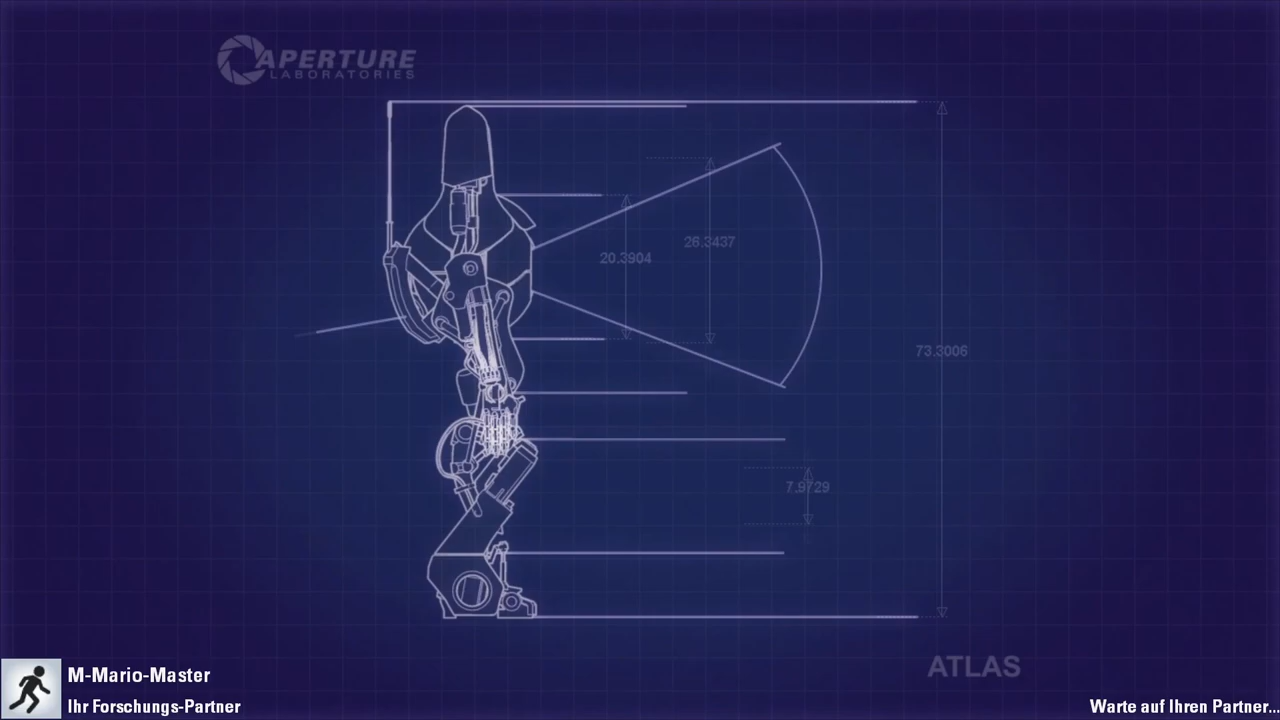 APERTURE
LABORATORIES
26.3437
20.3904
73.3006
7.9729
ATLAS
M-Mario-Master
Ihr Forschungs-Partner
Warte auf Ihren Partner...